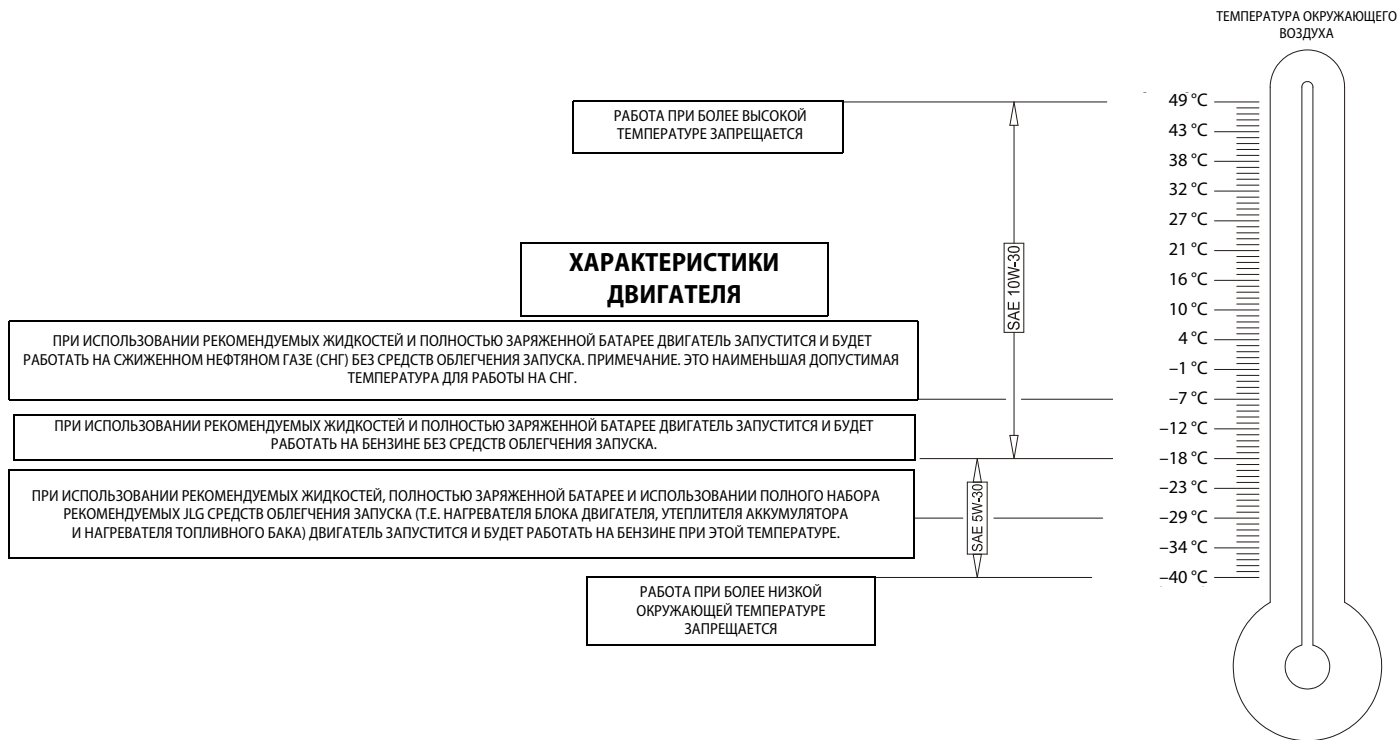 ТЕМПЕРАТУРА ОКРУЖАЮЩЕГО
ВОЗДУХА
РАБОТА ПРИ БОЛЕЕ ВЫСОКОЙ
ТЕМПЕРАТУРЕ ЗАПРЕЩАЕТСЯ
49 °C
43 °C
38 °C
32 °C
27 °C
21 °C
16 °C
10 °C
4 °C
–1 °C
–7 °C
–12 °C
–18 °C
–23 °C
–29 °C
–34 °C
–40 °C
SAE 10W-30
ХАРАКТЕРИСТИКИ
ДВИГАТЕЛЯ
ПРИ ИСПОЛЬЗОВАНИИ РЕКОМЕНДУЕМЫХ ЖИДКОСТЕЙ И ПОЛНОСТЬЮ ЗАРЯЖЕННОЙ БАТАРЕЕ ДВИГАТЕЛЬ ЗАПУСТИТСЯ И БУДЕТ
РАБОТАТЬ НА СЖИЖЕННОМ НЕФТЯНОМ ГАЗЕ (СНГ) БЕЗ СРЕДСТВ ОБЛЕГЧЕНИЯ ЗАПУСКА. ПРИМЕЧАНИЕ. ЭТО НАИМЕНЬШАЯ ДОПУСТИМАЯ
ТЕМПЕРАТУРА ДЛЯ РАБОТЫ НА СНГ.
ПРИ ИСПОЛЬЗОВАНИИ РЕКОМЕНДУЕМЫХ ЖИДКОСТЕЙ И ПОЛНОСТЬЮ ЗАРЯЖЕННОЙ БАТАРЕЕ ДВИГАТЕЛЬ ЗАПУСТИТСЯ И БУДЕТ
РАБОТАТЬ НА БЕНЗИНЕ БЕЗ СРЕДСТВ ОБЛЕГЧЕНИЯ ЗАПУСКА.
SAE 5W-30
ПРИ ИСПОЛЬЗОВАНИИ РЕКОМЕНДУЕМЫХ ЖИДКОСТЕЙ, ПОЛНОСТЬЮ ЗАРЯЖЕННОЙ БАТАРЕЕ И ИСПОЛЬЗОВАНИИ ПОЛНОГО НАБОРА
РЕКОМЕНДУЕМЫХ JLG СРЕДСТВ ОБЛЕГЧЕНИЯ ЗАПУСКА (Т.Е. НАГРЕВАТЕЛЯ БЛОКА ДВИГАТЕЛЯ, УТЕПЛИТЕЛЯ АККУМУЛЯТОРА
И НАГРЕВАТЕЛЯ ТОПЛИВНОГО БАКА) ДВИГАТЕЛЬ ЗАПУСТИТСЯ И БУДЕТ РАБОТАТЬ НА БЕНЗИНЕ ПРИ ЭТОЙ ТЕМПЕРАТУРЕ.
РАБОТА ПРИ БОЛЕЕ НИЗКОЙ
ОКРУЖАЮЩЕЙ ТЕМПЕРАТУРЕ
ЗАПРЕЩАЕТСЯ